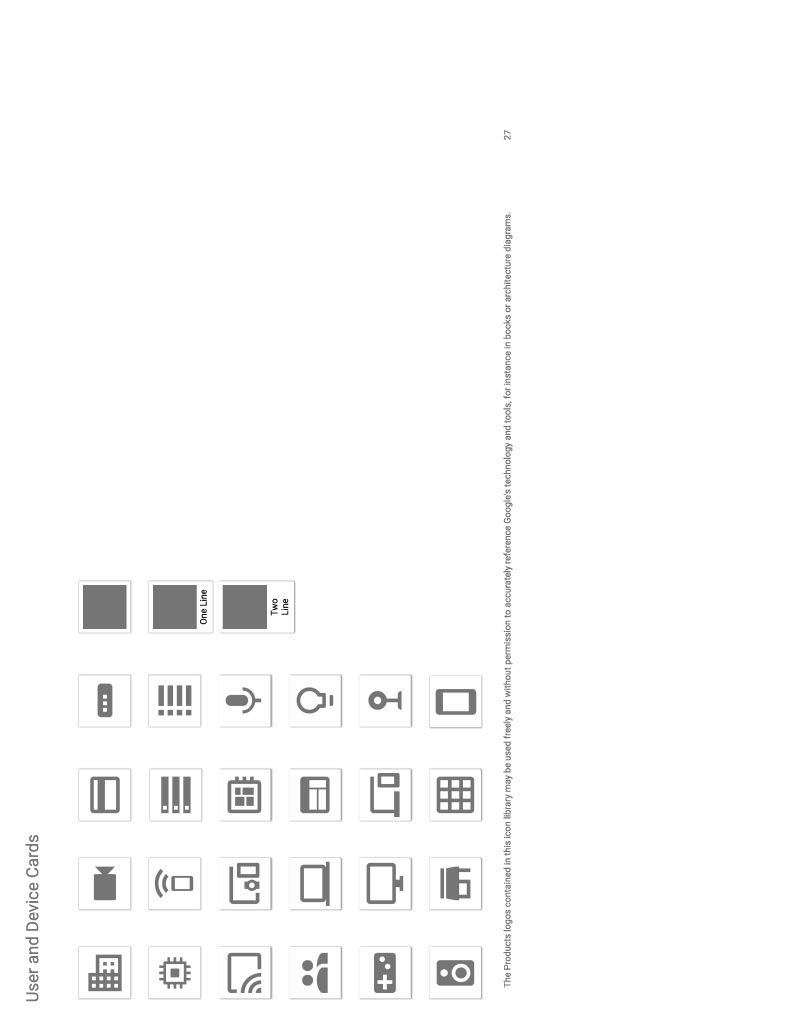 User and Device Cards
One Line
Two
Line
The Products logos contained in this icon library may be used freely and without permission to accurately reference Google's technology and tools, for instance in books or architecture diagrams.
27